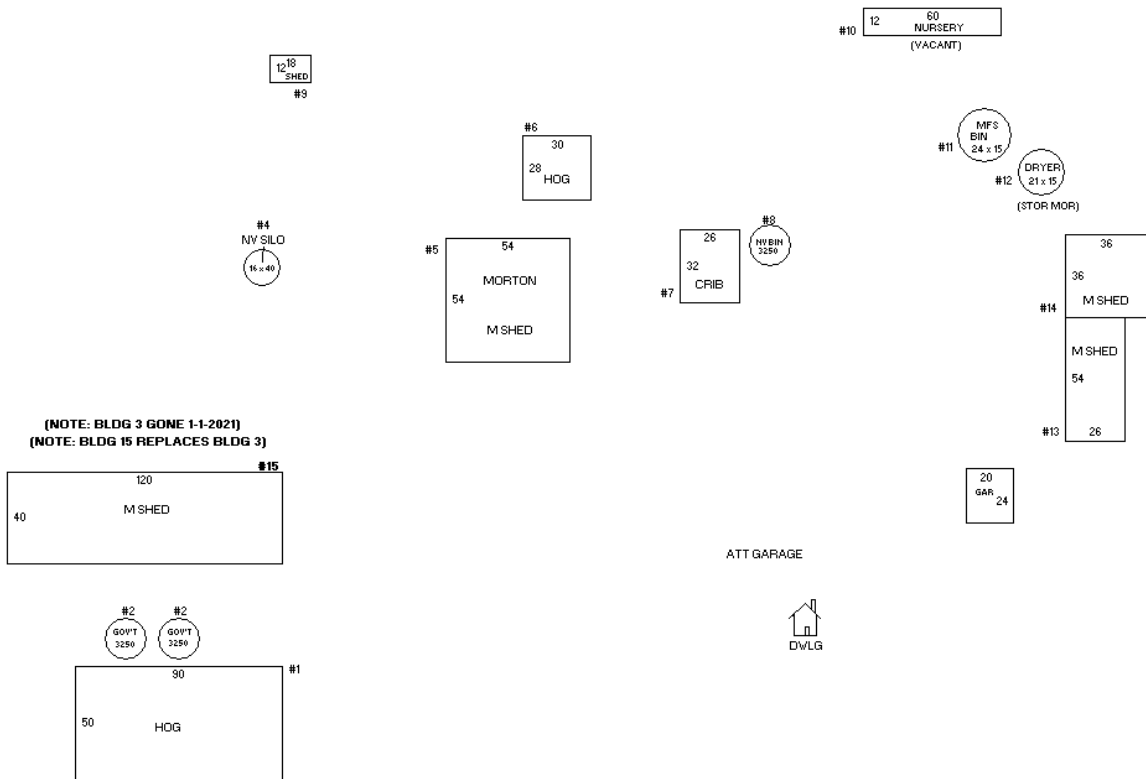 #10
12
60
NURSERY
(VACANT)
12
18
SHED
#9
#6
30
28
HOG
MFS
BIN
24 x 15
#11
DRYER
21 x 15
#12
(STOR MOR)
#4
NV SILO
16 x 40
#5
54
54
MORTON
M SHED
#8
NV BIN
3250
26
32
CRIB
#7
36
36
M SHED
#14
M SHED
54
26
#13
(NOTE: BLDG 3 GONE 1-1-2021)
(NOTE: BLDG 15 REPLACES BLDG 3)
#15
120
40
M SHED
20
GAR
24
ATT GARAGE
DWLG
#2
#2
GOV'T
3250
GOV'T
3250
#1
90
50
HOG